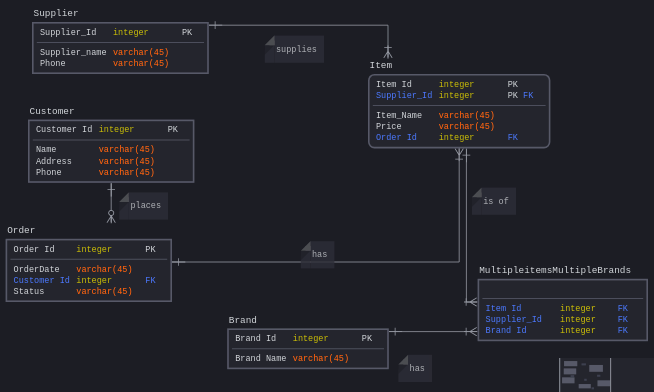 Supplier
Supplier_Id integer PK
Supplier_name varchar(45)
Phone varchar(45)
supplies
Item
Item Id integer PK
Supplier_Id integer PK FK
Item_Name varchar(45)
Price varchar(45)
Order Id integer FK
Customer
Customer Id integer PK
Name varchar(45)
Address varchar(45)
Phone varchar(45)
places
is of
Order
Order Id integer PK
OrderDate varchar(45)
Customer Id integer FK
Status varchar(45)
has
MultipleitemsMultipleBrands
Item Id integer FK
Supplier_Id integer FK
Brand Id integer FK
Brand
Brand Id integer PK
Brand Name varchar(45)
has